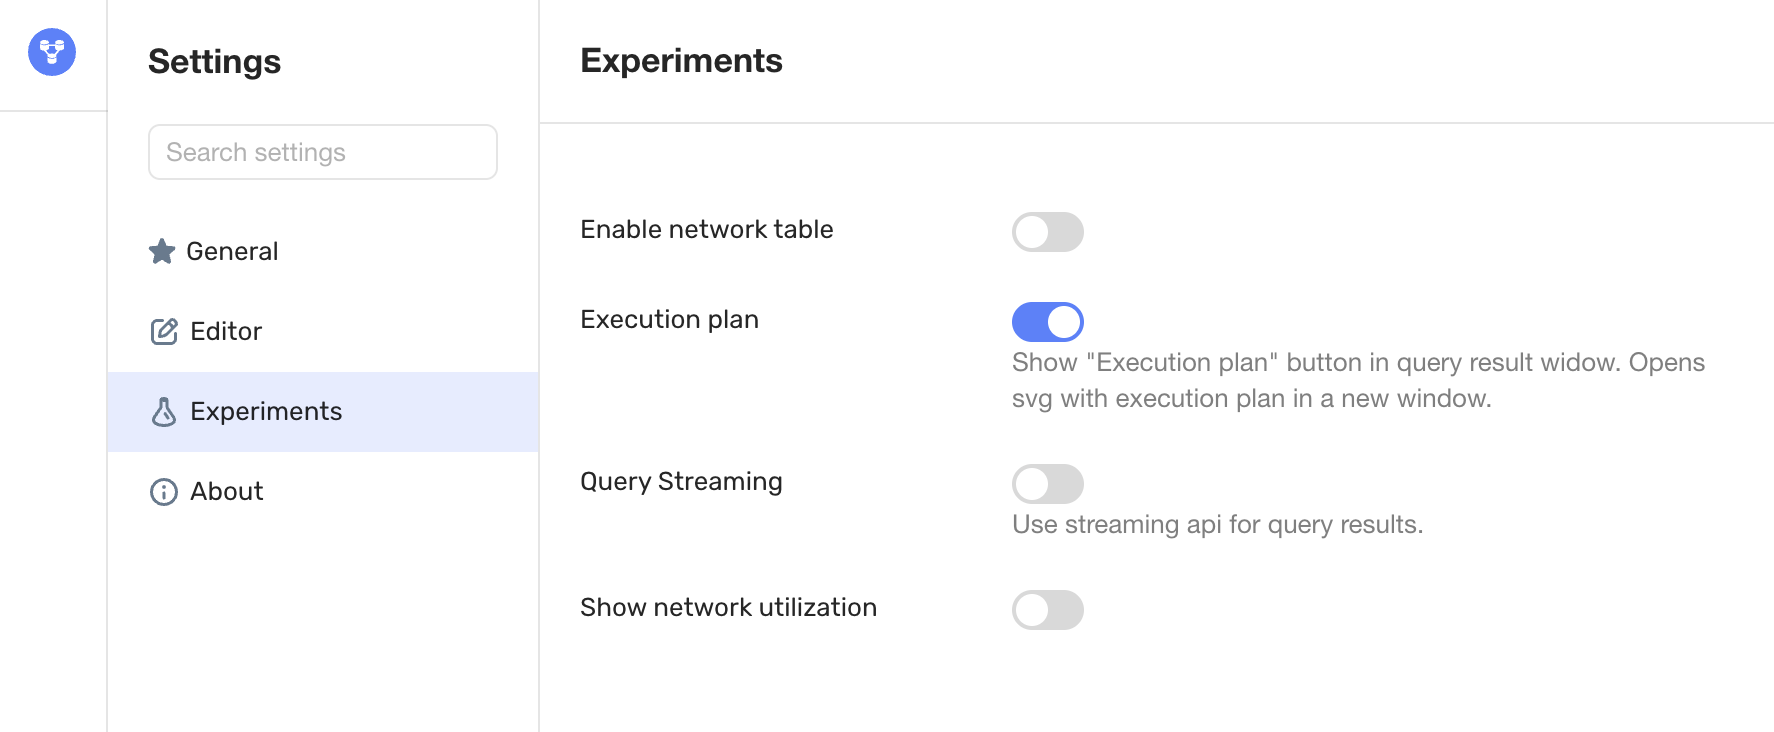 Settings
Search settings
General
Editor
Experiments
About
Experiments
Enable network table
Execution plan
Show "Execution plan" button in query result widow. Opens
svg with execution plan in a new window.
Query Streaming
Use streaming api for query results.
Show network utilization